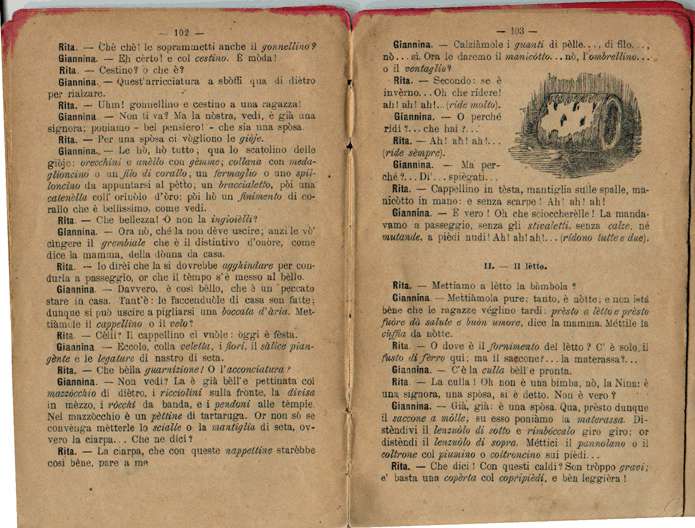 — 102 —
Rita. — Chè chè! le soprammetti anche il gonnellino?
Giannina. — Eh cèrto! e col cestino. È mòda!
Rita. — Cestino? o che è?
Giannina. — Quest'arricciatura a sbòffi qua di diètro
per rialzare.
Rita. — Uhm! gonnellino e cestino a una ragazza!
Giannina. — Non ti va? Ma la nòstra, vedi, è già una
signora; poniamo - bel pensiero! - che sia una spòsa.
Rita. — Per una spòsa ci vògliono le giòje.
Giannina. — Le hò, hò tutto; qua lo scatolino delle
giòje: orecchini e anèllo con gèmme; collana con meda-
glioncino o un filo di corallo, un fermaglio o uno spil-
loncino da appuntarsi al pètto, un braccialetto, pòi una
catenèlla coll'oriuòlo d'òro: pòi hò un finimento di co-
rallo che è bellissimo, come vedi.
Rita. — Che bellezza! O non la ingioièlli?
Giannina. — Ora nò, ché la non dève uscire; anzi le vò'
cìngere il grembiale che è il distintivo d'onòre, come
dice la mamma, della dònna da casa.
Rita. — Io dirèi che la si dovrebbe agghindare per con-
durla a passeggio, or che il tèmpo s'è messo al bèllo.
Giannina. — Davvero, è così bèllo, che è un peccato
stare in casa. Tant'è: le faccenduòle di casa son fatte;
dunque si può uscire a pigliarsi una boccata d'ària. Met-
tiàmole il cappellino o il velo?
Rita. — Cèlii? Il cappellino ci vuòle: oggi è fèsta.
Giannina. — Eccolo, colla veletta, i fiori, il sàlice pian-
gènte e le legature di nastro di seta.
Rita. — Che bèlla guarnizione! O l'acconciatura?
Giannina. — Non vedi? La è già bèll'e pettinata col
mazzòcchio di diètro, i ricciolini sulla fronte, la divisa
in mèzzo, i ròcchi da banda, e i pendoni alle tèmpie.
Nel mazzòcchio è un pèttine di tartaruga. Or non sò se
convenga mètterle lo scialle o la mantiglia di seta, ov-
vero la ciarpa... Che ne dici?
Rita. — La ciarpa, che con queste nappettine starèbbe
così bène, pare a me
— 103 —
Giannina. — Calziàmole i guanti di pèlle..., di filo...,
nò... sì. Ora le daremo il manicòtto... nò, l'ombrellino...
o il ventaglio?
Rita. — Secondo: se è
invèrno... Oh che rìdere!
ah! ah! ah!... (ride molto).
Giannina. — O perché
ridi?... che hai?...
Rita. — Ah! ah! ah!...
(ride sèmpre).
Giannina. — Ma per-
ché?... Di'... spiègati...
Rita. — Cappellino in tèsta, mantiglia sulle spalle, ma-
nicòtto in mano: e senza scarpe! Ah! ah! ah!
Giannina. — È vero! Oh che scioccherèlle! La manda-
vamo a passeggio, senza gli stivaletti, senza calze, né
mutande, a pièdi nudi! Ah! ah! ah!... (rìdono tutte e due).
II. — Il lètto.
Rita. — Mettiamo a lètto la bàmbola?
Giannina. — Mettiàmola pure: tanto, è nòtte; e non istà
bène che le ragazze véglino tardi: prèsto a lètto e prèsto
fuòre dà salute e buòn umore, dice la mamma. Méttile la
cùffia da nòtte.
Rita. — O dove è il fornimento del lètto? C'è solo il
fusto di fèrro qui; ma il saccone?... la materassa?...
Giannina. — C'è la culla bèll'e pronta.
Rita. — La culla! Oh non è una bimba, nò, la Nina: è
una signora, una spòsa, si è detto. Non è vero?
Giannina. — Già, già: è una spòsa. Qua, prèsto dunque
il saccone a mòlle; su esso poniàmo la materassa. Di-
stèndivi il lenzuòlo di sotto e rimbòccalo giro giro; or
distèndi il lenzuòlo di sopra. Méttici il pannolano o il
coltrone col piumino o coltroncino sui pièdi...
Rita. — Che dici! Con questi caldi? Son tròppo gravi;
e' basta una copèrta col copripièdi, e bèn leggièra!